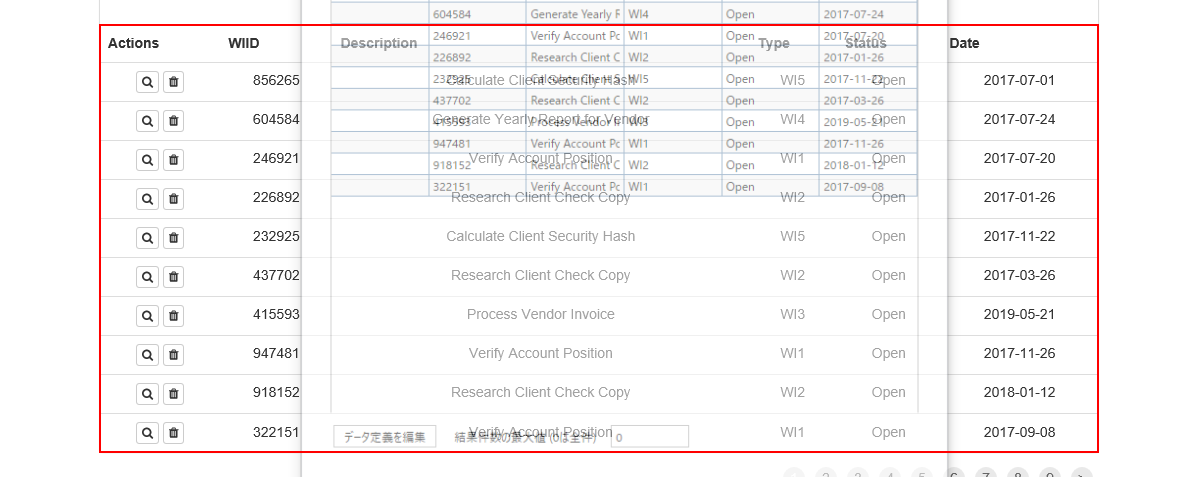 604584 Generate Yearly R WI4 Open 2017-07-24
Actions WIID Description Type Status Date
246921 Verify Account Pc WI1 Open 2017-07-20
226892 Research Client C WI2 Open 2017-01-26
856265 Calculate Client Security Hash WI5 Open 2017-07-01
232925 Calculate Client S WI5 Open 2017-11-22
437702 Research Client C WI2 Open 2017-03-26
604584 Generate Yearly Report for Vendor WI4 Open 2017-07-24
415593 Process Vendor I WI3 Open 2019-05-21
947481 Verify Account Pc WI1 Open 2017-11-26
246921 Verify Account Position WI1 Open 2017-07-20
918152 Research Client C WI2 Open 2018-01-12
322151 Verify Account Pc WI1 Open 2017-09-08
226892 Research Client Check Copy WI2 Open 2017-01-26
232925 Calculate Client Security Hash WI5 Open 2017-11-22
437702 Research Client Check Copy WI2 Open 2017-03-26
415593 Process Vendor Invoice WI3 Open 2019-05-21
947481 Verify Account Position WI1 Open 2017-11-26
918152 Research Client Check Copy WI2 Open 2018-01-12
322151 Verify Account Position WI1 Open 2017-09-08
データ定義を編集 結果件数の最大値 (0は全件) 0
1 2 3 4 5 6 7 8 9 >